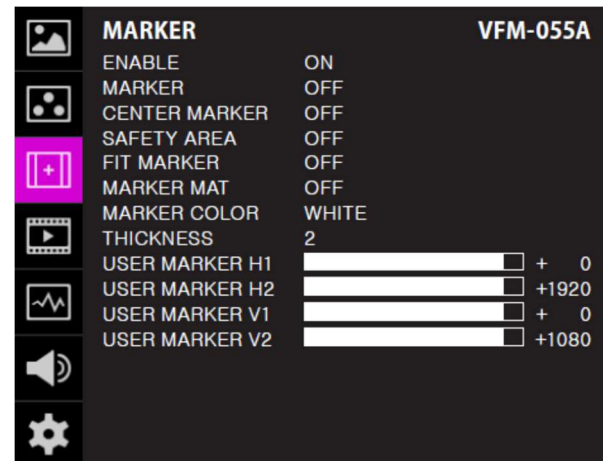 MARKER VFM-055A
ENABLE ON
MARKER OFF
CENTER MARKER OFF
SAFETY AREA OFF
FIT MARKER OFF
MARKER MAT OFF
MARKER COLOR WHITE
THICKNESS 2
USER MARKER H1 + 0
USER MARKER H2 +1920
USER MARKER V1 + 0
USER MARKER V2 +1080